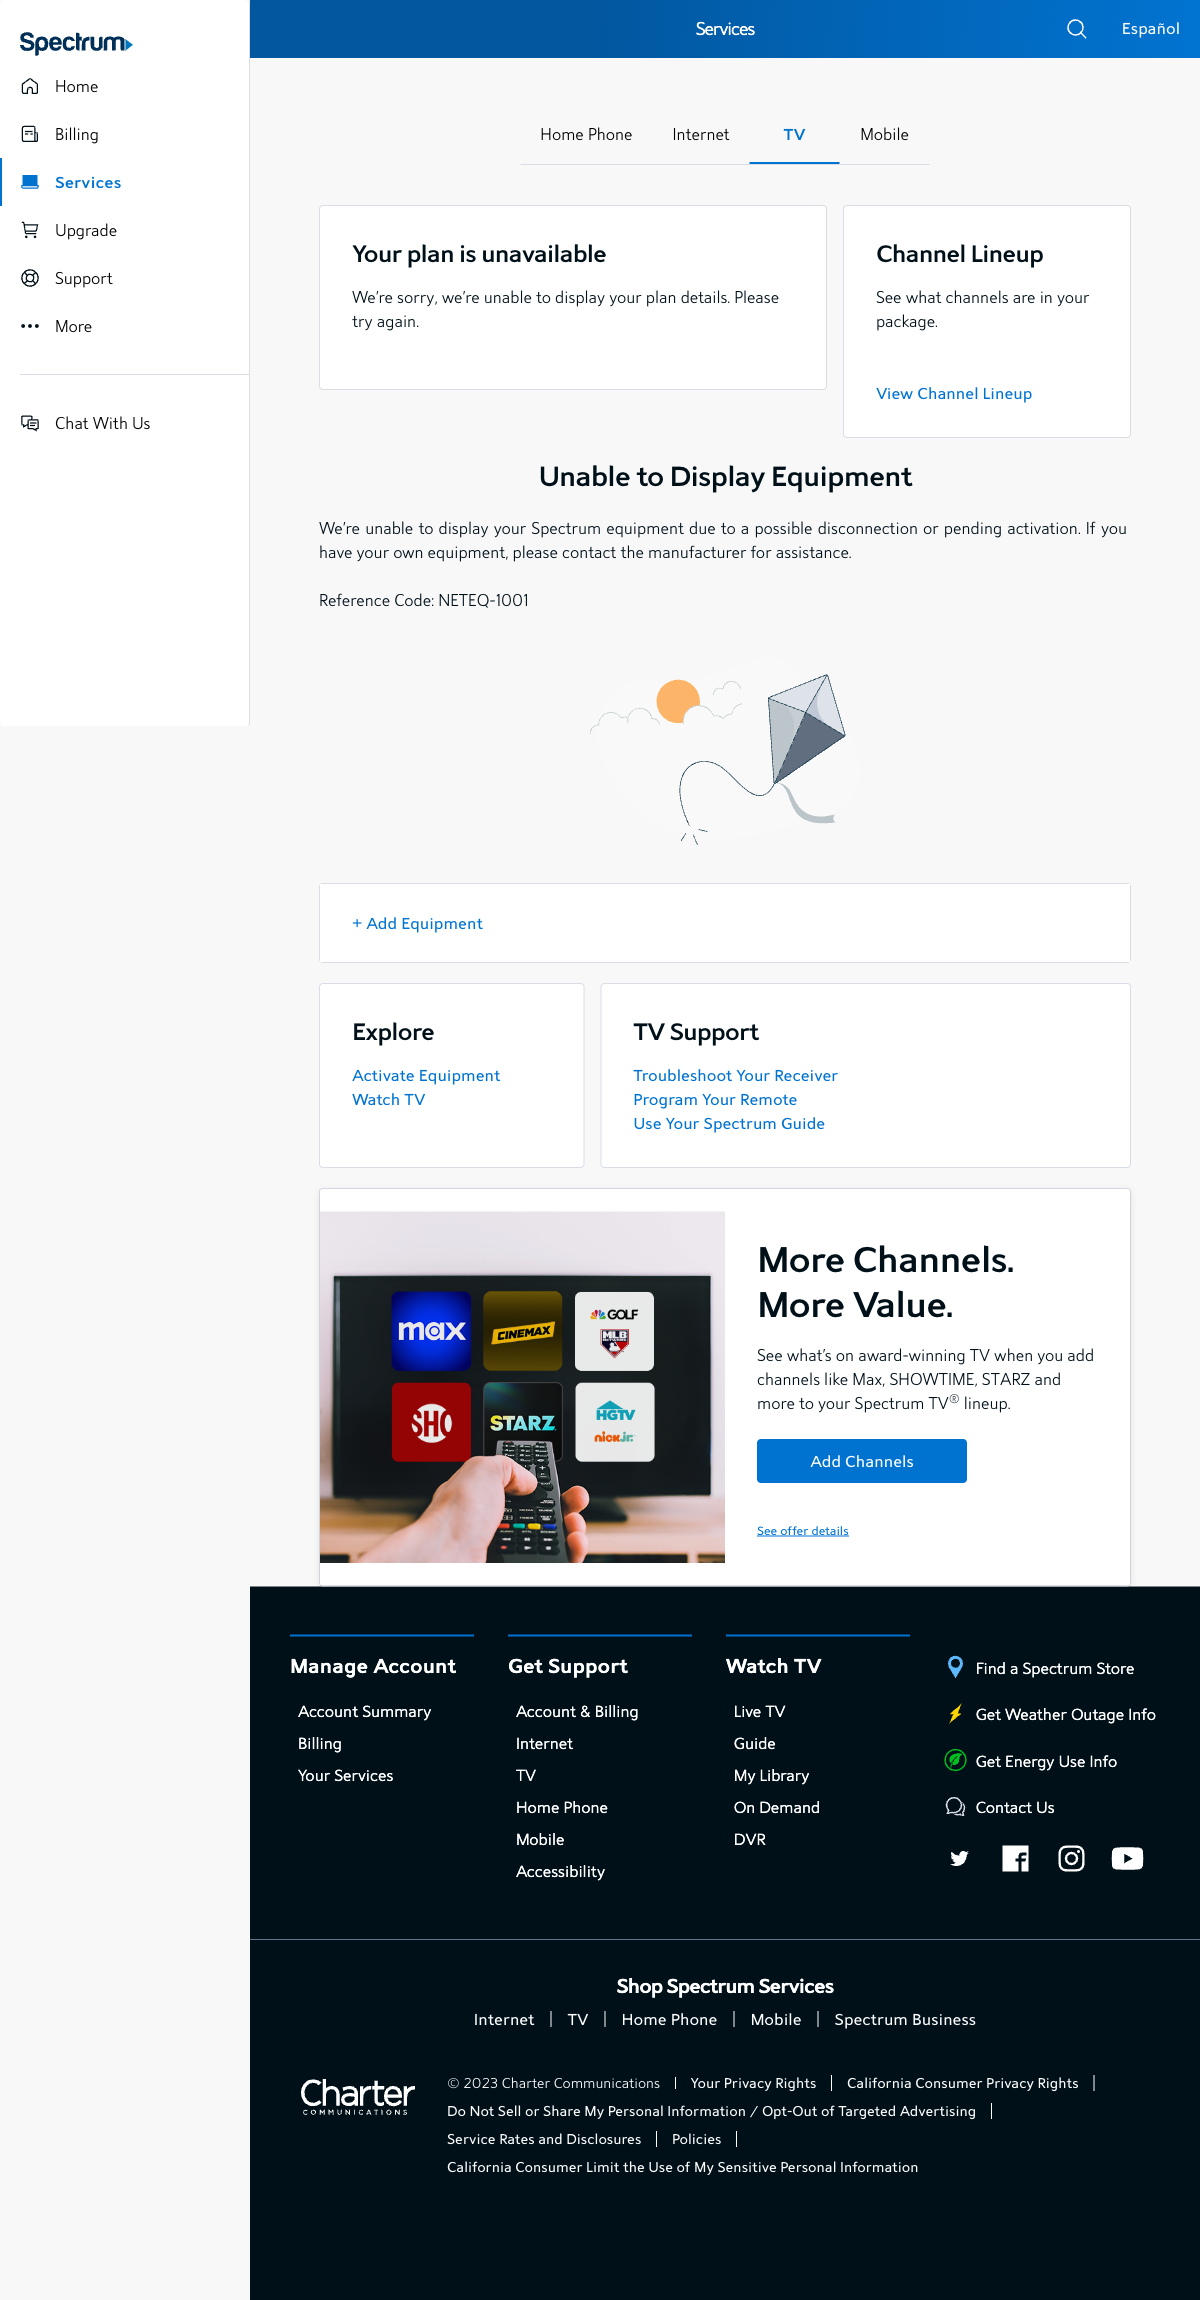 Spectrum
Home
Billing
Services
Upgrade
Support
More
Chat With Us
Services
Español
Home Phone
Internet
TV
Mobile
Your plan is unavailable
We're sorry, we're unable to display your plan details. Please
try again.
Channel Lineup
See what channels are in your
package.
View Channel Lineup
Unable to Display Equipment
We're unable to display your Spectrum equipment due to a possible disconnection or pending activation. If you
have your own equipment, please contact the manufacturer for assistance.
Reference Code: NETEQ-1001
+ Add Equipment
Explore
Activate Equipment
Watch TV
TV Support
Troubleshoot Your Receiver
Program Your Remote
Use Your Spectrum Guide
max
CINEMAX
GOLF
MLB
SHO
STARZ
HGTV
nick jr.
More Channels.
More Value.
See what's on award-winning TV when you add
channels like Max, SHOWTIME, STARZ and
more to your Spectrum TV® lineup.
Add Channels
See offer details
Manage Account
Account Summary
Billing
Your Services
Get Support
Account & Billing
Internet
TV
Home Phone
Mobile
Accessibility
Watch TV
Live TV
Guide
My Library
On Demand
DVR
Find a Spectrum Store
Get Weather Outage Info
Get Energy Use Info
Contact Us
Shop Spectrum Services
Internet | TV | Home Phone | Mobile | Spectrum Business
Charter
COMMUNICATIONS
© 2023 Charter Communications | Your Privacy Rights | California Consumer Privacy Rights |
Do Not Sell or Share My Personal Information / Opt-Out of Targeted Advertising |
Service Rates and Disclosures | Policies |
California Consumer Limit the Use of My Sensitive Personal Information